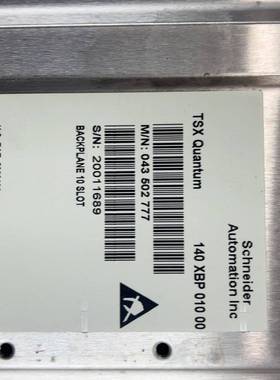 Schneider
Automation Inc
TSX Quantum
140 XBP 010 00
M/N: 043 502 777
S/N: 20011689
BACKPLANE 10 SLOT